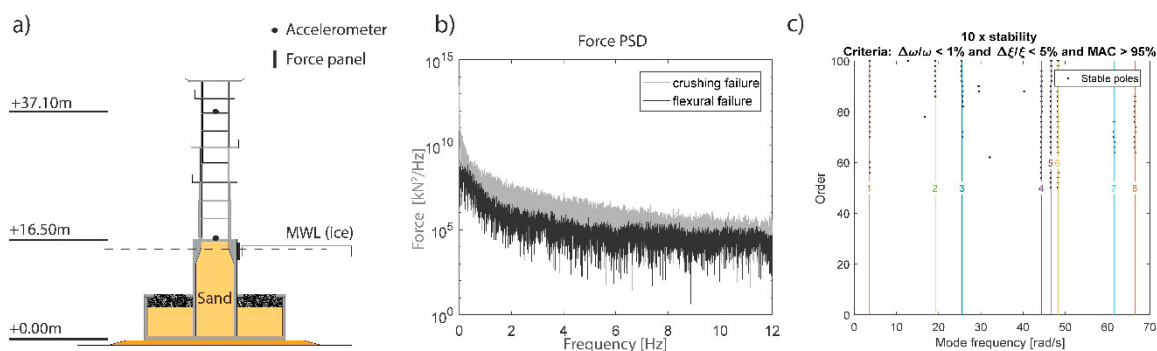 a)
Accelerometer
Force panel
+37.10m
+16.50m
MWL (ice)
Sand
+0.00m
b)
Force PSD
crushing failure
flexural failure
10^15
10^10
10^5
10^0
Force [kN²/Hz]
0 2 4 6 8 10 12
Frequency [Hz]
c)
10 x stability
Criteria: Δω/ω < 1% and Δξ/ξ < 5% and MAC > 95%
Stable poles
100
80
60
40
20
0
Order
5 6
1 2 3 4 7 8
0 10 20 30 40 50 60 70
Mode frequency [rad/s]